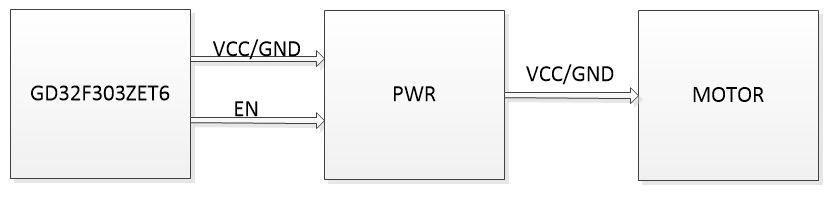 VCC/GND
GD32F303ZET6
EN
PWR
VCC/GND
MOTOR